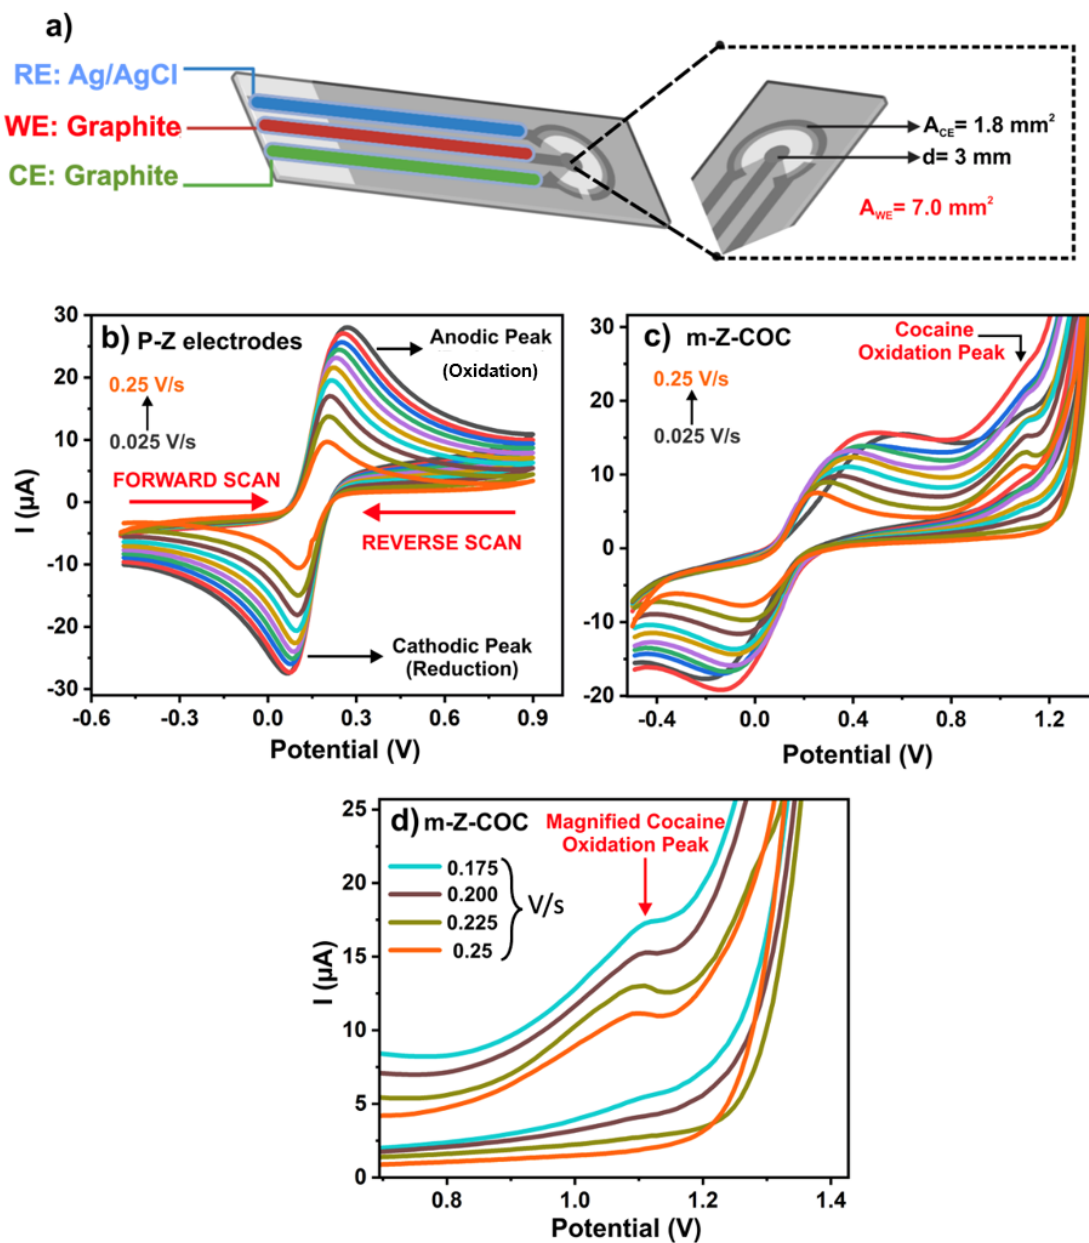 a)
RE: Ag/AgCl
WE: Graphite
CE: Graphite
A_CE= 1.8 mm²
d= 3 mm
A_WE= 7.0 mm²
b) P-Z electrodes
Anodic Peak
(Oxidation)
0.25 V/s
0.025 V/s
FORWARD SCAN
REVERSE SCAN
Cathodic Peak
(Reduction)
30
20
10
0
-10
-20
-30
I (µA)
-0.6
-0.3
0.0
0.3
0.6
0.9
Potential (V)
c) m-Z-COC
Cocaine
Oxidation Peak
0.25 V/s
0.025 V/s
30
20
10
0
-10
-20
I (µA)
-0.4
0.0
0.4
0.8
1.2
Potential (V)
d) m-Z-COC
Magnified Cocaine
Oxidation Peak
0.175
0.200
0.225
0.25
V/s
25
20
15
10
5
0
I (µA)
0.8
1.0
1.2
1.4
Potential (V)